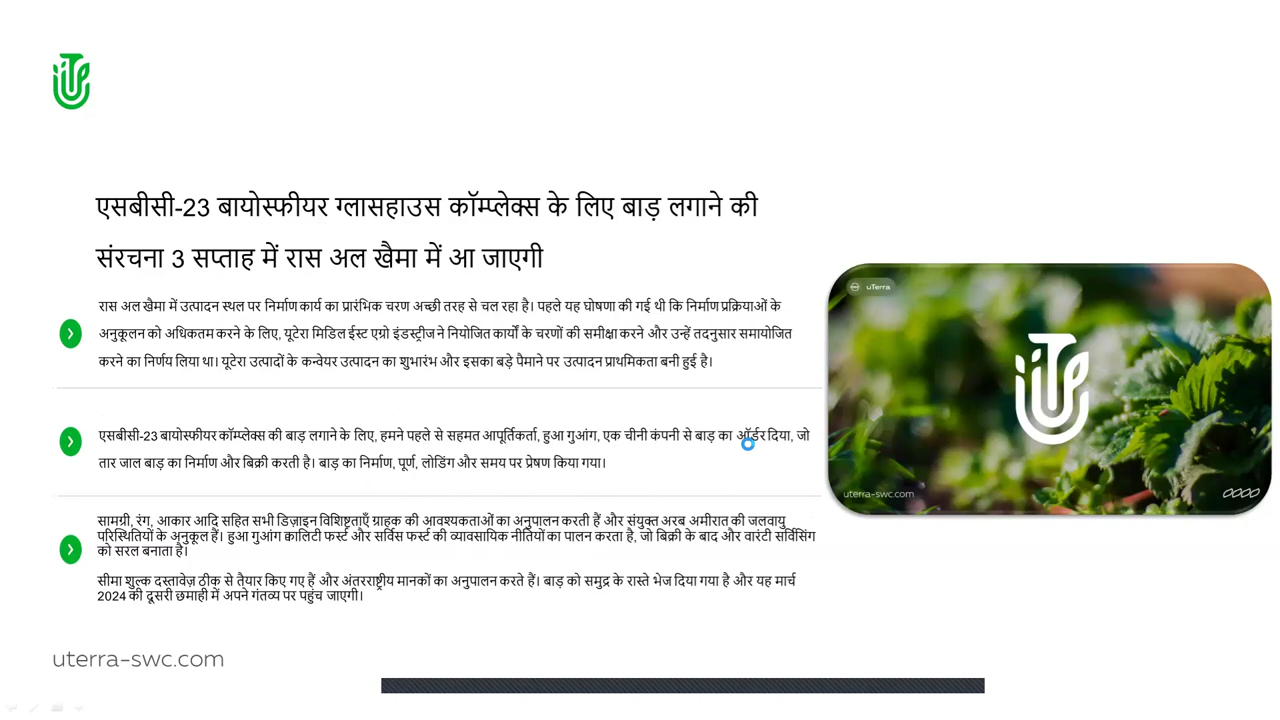 एसबीसी-23 बायोस्फीयर ग्लासहाउस कॉम्प्लेक्स के लिए बाड़ लगाने की
संरचना 3 सप्ताह में रास अल खैमा में आ जाएगी
रास अल खैमा में उत्पादन स्थल पर निर्माण कार्य का प्रारंभिक चरण अच्छी तरह से चल रहा है। पहले यह घोषणा की गई थी कि निर्माण प्रक्रियाओं के
अनुकूलन को अधिकतम करने के लिए, यूटेरा मिडिल ईस्ट एग्रो इंडस्ट्रीज ने नियोजित कार्यों के चरणों की समीक्षा करने और उन्हें तदनुसार समायोजित
करने का निर्णय लिया था। यूटेरा उत्पादों के कन्वेयर उत्पादन का शुभारंभ और इसका बड़े पैमाने पर उत्पादन प्राथमिकता बनी हुई है।
uTerra
एसबीसी-23 बायोस्फीयर कॉम्प्लेक्स की बाड़ लगाने के लिए, हमने पहले से सहमत आपूर्तिकर्ता, हुआ गुआंग, एक चीनी कंपनी से बाड़ का ऑर्डर दिया, जो
तार जाल बाड़ का निर्माण और बिक्री करती है। बाड़ का निर्माण, पूर्ण, लोडिंग और समय पर प्रेषण किया गया।
uterra-swc.com
सामग्री, रंग, आकार आदि सहित सभी डिज़ाइन विशिष्टताएँ ग्राहक की आवश्यकताओं का अनुपालन करती हैं और संयुक्त अरब अमीरात की जलवायु
परिस्थितियों के अनुकूल हैं। हुआ गुआंग क्वालिटी फर्स्ट और सर्विस फर्स्ट की व्यावसायिक नीतियों का पालन करता है, जो बिक्री के बाद और वारंटी सर्विसिंग
को सरल बनाता है।
सीमा शुल्क दस्तावेज़ ठीक से तैयार किए गए हैं और अंतरराष्ट्रीय मानकों का अनुपालन करते हैं। बाड़ को समुद्र के रास्ते भेज दिया गया है और यह मार्च
2024 की दूसरी छमाही में अपने गंतव्य पर पहुंच जाएगी।
uterra-swc.com